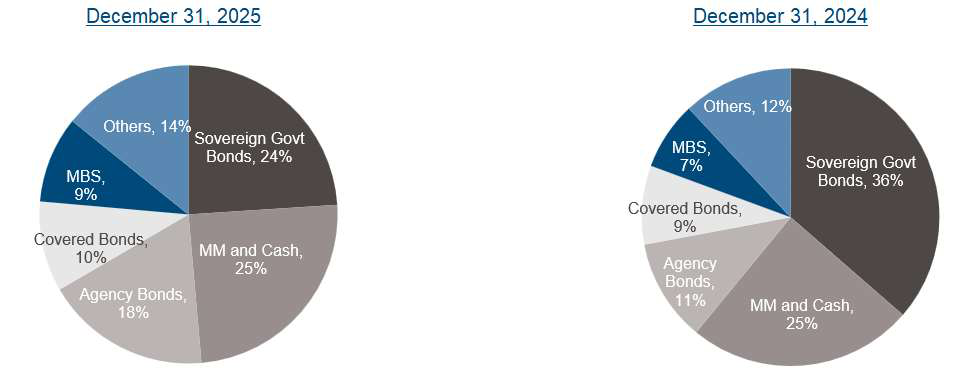 December 31, 2025
Others, 14%
Sovereign Govt
Bonds, 24%
MBS,
9%
Covered Bonds,
10%
MM and Cash,
25%
Agency Bonds,
18%
December 31, 2024
Others, 12%
Sovereign Govt
Bonds, 36%
MBS,
7%
Covered Bonds,
9%
Agency
Bonds,
11%
MM and Cash,
25%